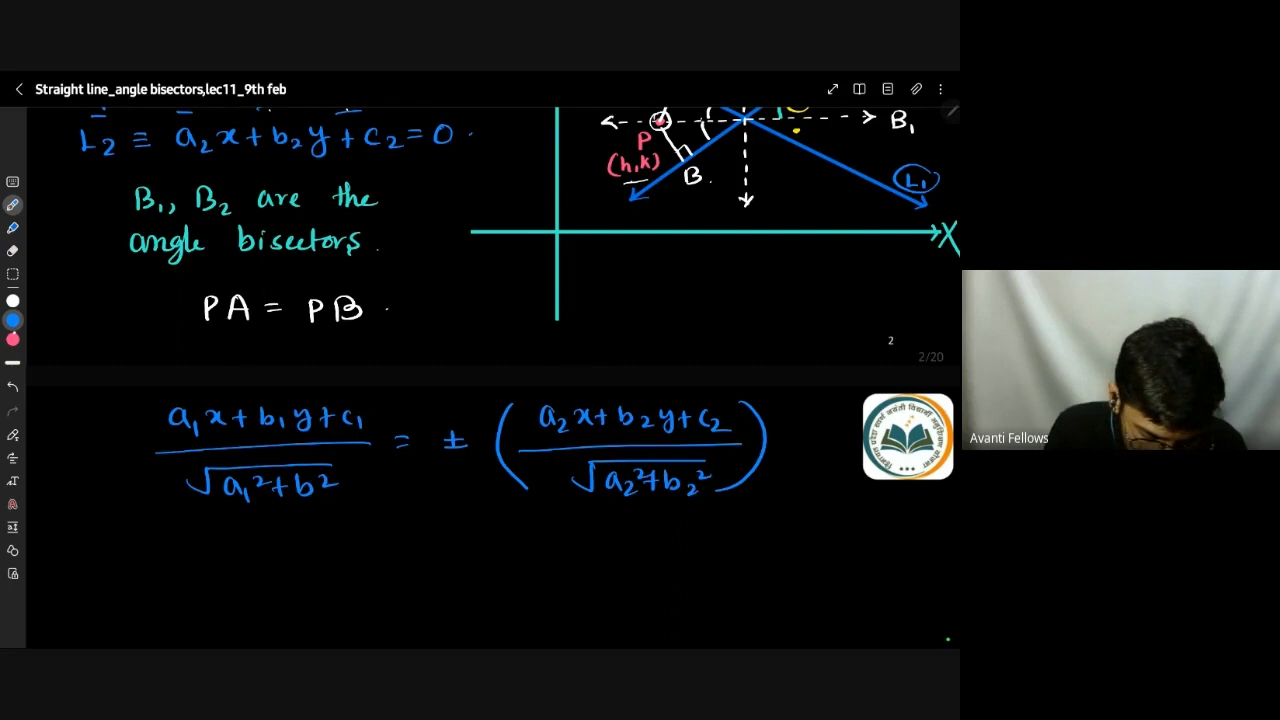 Straight line_angle bisectors,lec11_9th feb
L₂ ≡ a₂x + b₂y + c₂ = 0.
B₁, B₂ are the
angle bisectors.
PA = PB.
P
(h,k)
B.
B₁
L₁
X
2
2/20
(a₁x + b₁y + c₁)/√(a₁² + b²) = ± ((a₂x + b₂y + c₂)/√(a₂² + b₂²))
Avanti Fellows